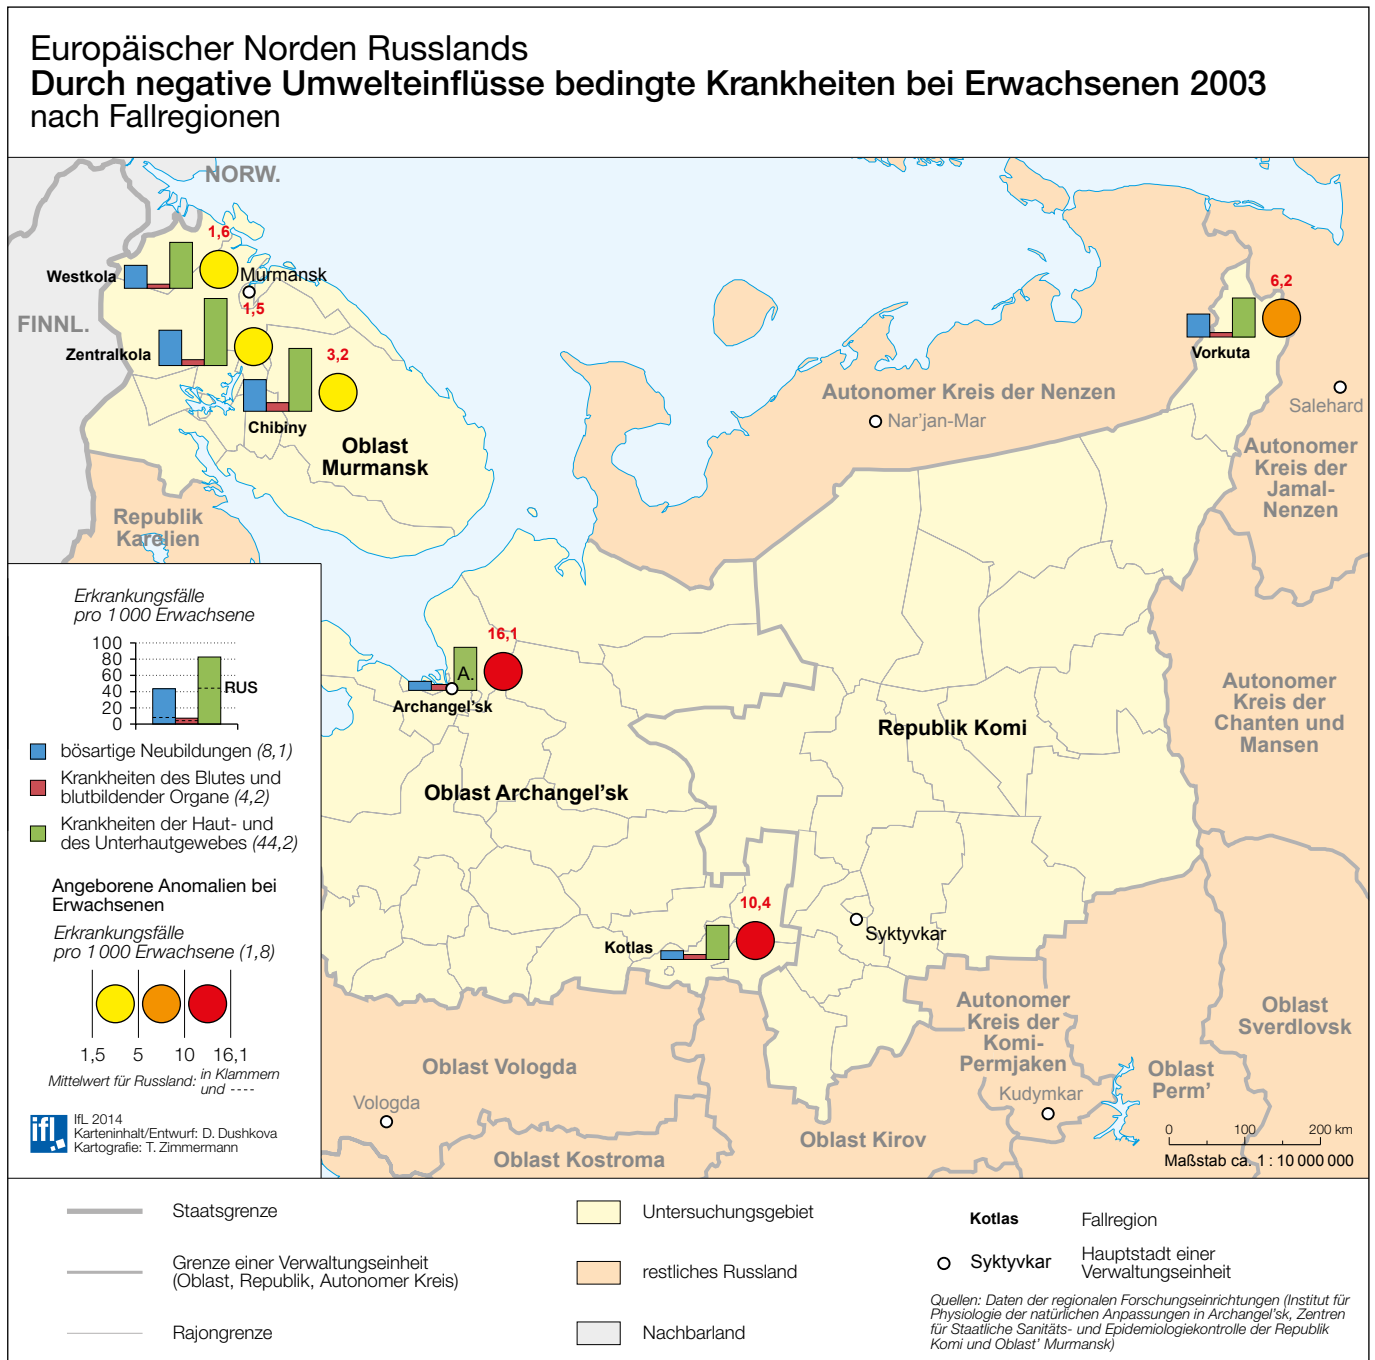 Europäischer Norden Russlands
Durch negative Umwelteinflüsse bedingte Krankheiten bei Erwachsenen 2003
nach Fallregionen
NORW.
1,6
Westkola
Murmansk
FINNL.
1,5
Zentralkola
3,2
Chibiny
Oblast
Murmansk
Republik
Karelien
6,2
Vorkuta
Autonomer Kreis der Nenzen
Nar'jan-Mar
Salehard
Autonomer
Kreis der
Jamal-
Nenzen
16,1
A.
Archangel'sk
Republik Komi
Oblast Archangel'sk
Autonomer
Kreis der
Chanten und
Mansen
10,4
Kotlas
Syktyvkar
Autonomer
Kreis der
Komi-
Permjaken
Kudymkar
Oblast
Sverdlovsk
Oblast
Perm'
Oblast Vologda
Vologda
Oblast Kirov
Oblast Kostroma
0 100 200 km
Maßstab ca. 1 : 10 000 000
Erkrankungsfälle
pro 1 000 Erwachsene
100
80
60
40
20
0
RUS
bösartige Neubildungen (8,1)
Krankheiten des Blutes und
blutbildender Organe (4,2)
Krankheiten der Haut- und
des Unterhautgewebes (44,2)
Angeborene Anomalien bei
Erwachsenen
Erkrankungsfälle
pro 1 000 Erwachsene (1,8)
1,5 5 10 16,1
Mittelwert für Russland: in Klammern
und ----
ifl
IfL 2014
Karteninhalt/Entwurf: D. Dushkova
Kartografie: T. Zimmermann
Staatsgrenze
Grenze einer Verwaltungseinheit
(Oblast, Republik, Autonomer Kreis)
Rajongrenze
Untersuchungsgebiet
restliches Russland
Nachbarland
Kotlas Fallregion
Syktyvkar Hauptstadt einer
Verwaltungseinheit
Quellen: Daten der regionalen Forschungseinrichtungen (Institut für
Physiologie der natürlichen Anpassungen in Archangel'sk, Zentren
für Staatliche Sanitäts- und Epidemiologiekontrolle der Republik
Komi und Oblast' Murmansk)